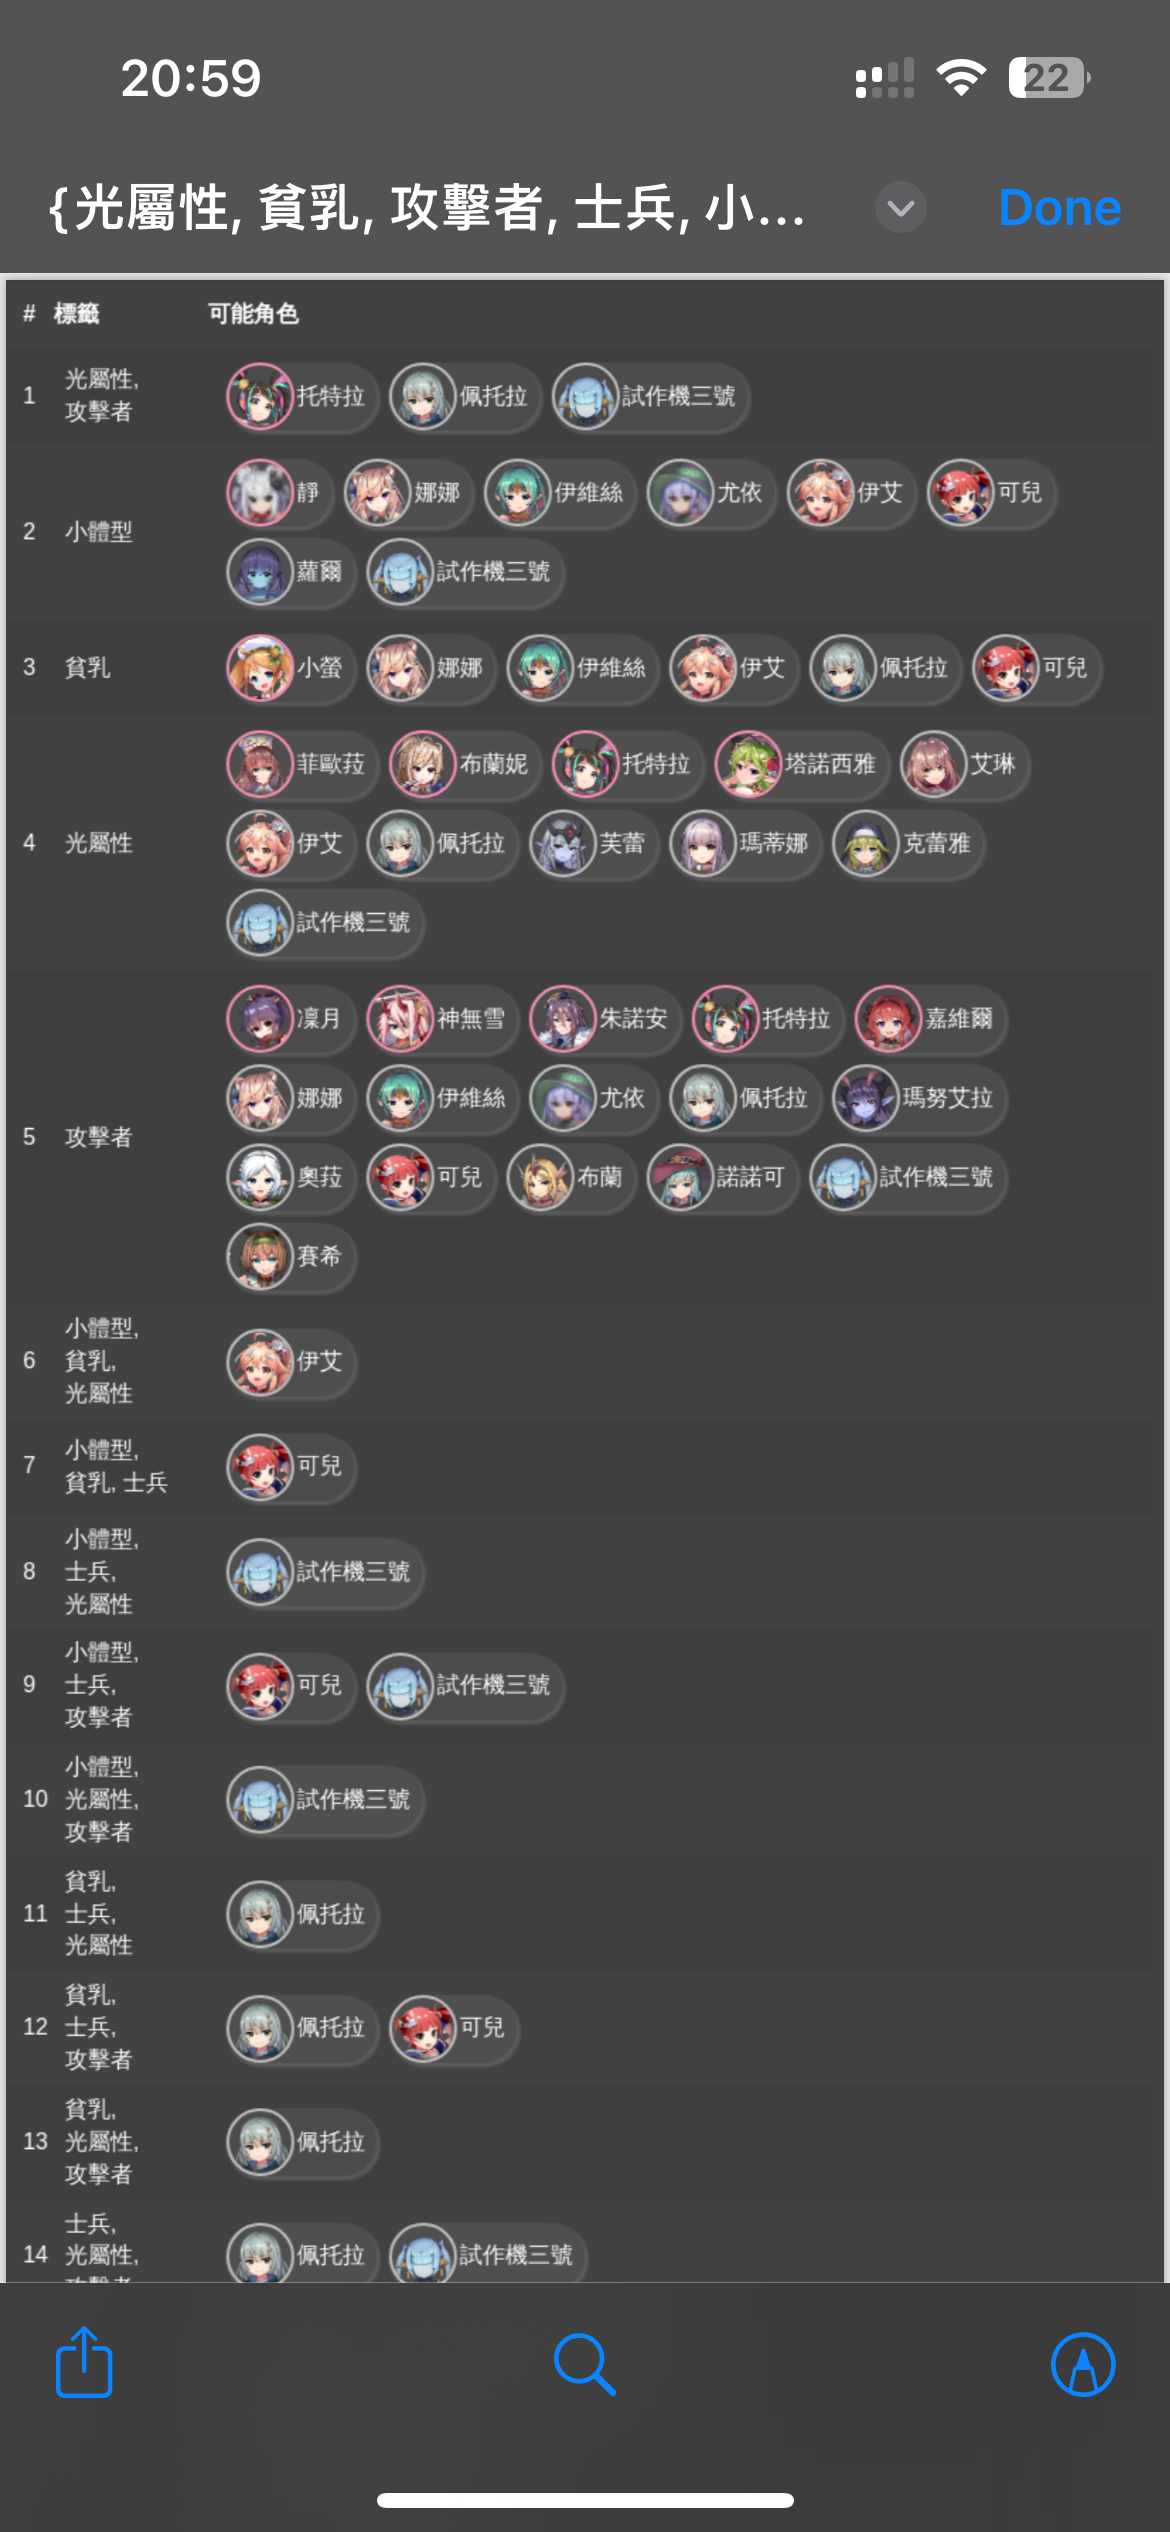 20:59
22
{光屬性, 貧乳, 攻擊者, 士兵, 小...
Done
# 標籤 可能角色
1 光屬性, 攻擊者 托特拉 佩托拉 試作機三號
2 小體型 靜 娜娜 伊維絲 尤依 伊艾 可兒
蘿爾 試作機三號
3 貧乳 小螢 娜娜 伊維絲 伊艾 佩托拉 可兒
4 光屬性 菲歐菈 布蘭妮 托特拉 塔諾西雅 艾琳
伊艾 佩托拉 芙蕾 瑪蒂娜 克蕾雅
試作機三號
5 攻擊者 凜月 神無雪 朱諾安 托特拉 嘉維爾
娜娜 伊維絲 尤依 佩托拉 瑪努艾拉
奧菈 可兒 布蘭 諾諾可 試作機三號
賽希
6 小體型, 貧乳, 光屬性 伊艾
7 小體型, 貧乳, 士兵 可兒
8 小體型, 士兵, 光屬性 試作機三號
9 小體型, 士兵, 攻擊者 可兒 試作機三號
10 小體型, 光屬性, 攻擊者 試作機三號
11 貧乳, 士兵, 光屬性 佩托拉
12 貧乳, 士兵, 攻擊者 佩托拉 可兒
13 貧乳, 光屬性, 攻擊者 佩托拉
14 士兵, 光屬性, 佩托拉 試作機三號